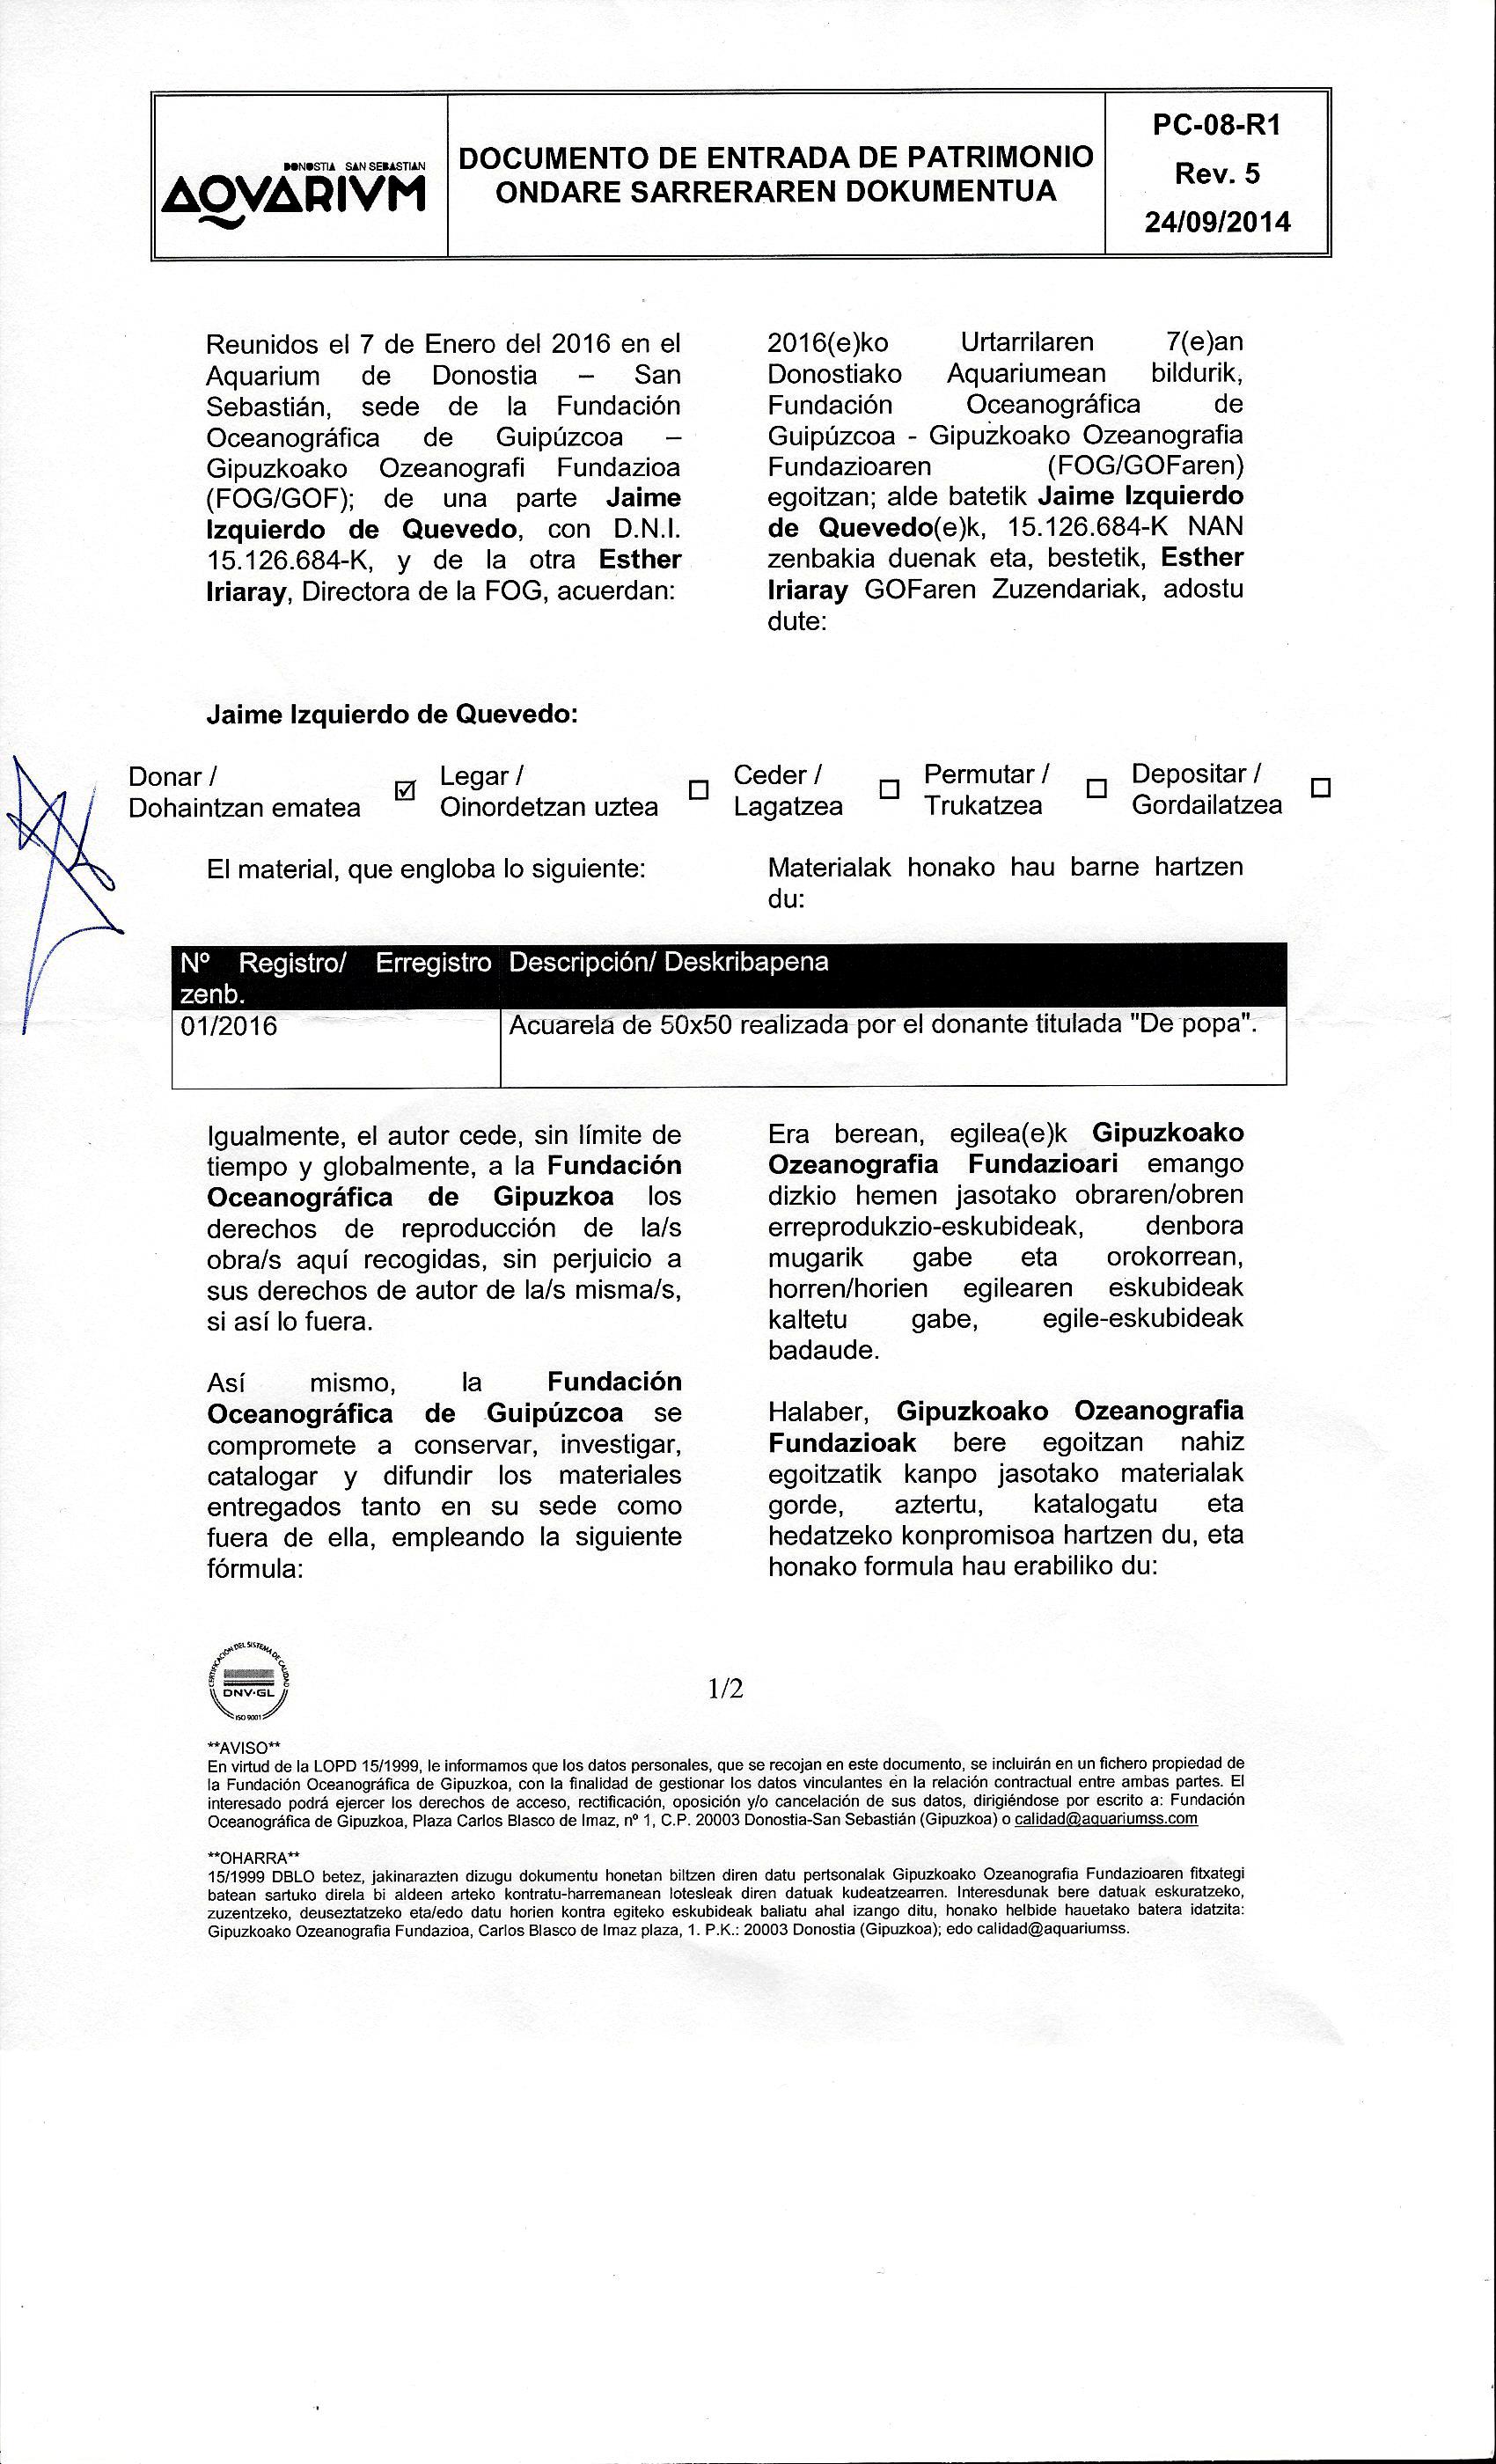 DONOSTIA SAN SEBASTIAN
AQVARIVM
DOCUMENTO DE ENTRADA DE PATRIMONIO
ONDARE SARRERAREN DOKUMENTUA
PC-08-R1
Rev. 5
24/09/2014
Reunidos el 7 de Enero del 2016 en el
Aquarium de Donostia – San
Sebastián, sede de la Fundación
Oceanográfica de Guipúzcoa –
Gipuzkoako Ozeanografi Fundazioa
(FOG/GOF); de una parte Jaime
Izquierdo de Quevedo, con D.N.I.
15.126.684-K, y de la otra Esther
Iriaray, Directora de la FOG, acuerdan:
2016(e)ko Urtarrilaren 7(e)an
Donostiako Aquariumean bildurik,
Fundación Oceanográfica de
Guipúzcoa - Gipuzkoako Ozeanografia
Fundazioaren (FOG/GOFaren)
egoitzan; alde batetik Jaime Izquierdo
de Quevedo(e)k, 15.126.684-K NAN
zenbakia duenak eta, bestetik, Esther
Iriaray GOFaren Zuzendariak, adostu
dute:
Jaime Izquierdo de Quevedo:
Donar /
Dohaintzan ematea ☑
Legar /
Oinordetzan uztea ☐
Ceder /
Lagatzea ☐
Permutar /
Trukatzea ☐
Depositar /
Gordailatzea ☐
El material, que engloba lo siguiente:
Materialak honako hau barne hartzen
du:
Nº Registro/ Erregistro
zenb.
Descripción/ Deskribapena
01/2016
Acuarela de 50x50 realizada por el donante titulada "De popa".
Igualmente, el autor cede, sin límite de
tiempo y globalmente, a la Fundación
Oceanográfica de Gipuzkoa los
derechos de reproducción de la/s
obra/s aquí recogidas, sin perjuicio a
sus derechos de autor de la/s misma/s,
si así lo fuera.
Así mismo, la Fundación
Oceanográfica de Guipúzcoa se
compromete a conservar, investigar,
catalogar y difundir los materiales
entregados tanto en su sede como
fuera de ella, empleando la siguiente
fórmula:
Era berean, egilea(e)k Gipuzkoako
Ozeanografia Fundazioari emango
dizkio hemen jasotako obraren/obren
erreprodukzio-eskubideak, denbora
mugarik gabe eta orokorrean,
horren/horien egilearen eskubideak
kaltetu gabe, egile-eskubideak
badaude.
Halaber, Gipuzkoako Ozeanografia
Fundazioak bere egoitzan nahiz
egoitzatik kanpo jasotako materialak
gorde, aztertu, katalogatu eta
hedatzeko konpromisoa hartzen du, eta
honako formula hau erabiliko du:
CERTIFICACIÓN DEL SISTEMA DE CALIDAD
DNV·GL
ISO 9001
1/2
**AVISO**
En virtud de la LOPD 15/1999, le informamos que los datos personales, que se recojan en este documento, se incluirán en un fichero propiedad de
la Fundación Oceanográfica de Gipuzkoa, con la finalidad de gestionar los datos vinculantes en la relación contractual entre ambas partes. El
interesado podrá ejercer los derechos de acceso, rectificación, oposición y/o cancelación de sus datos, dirigiéndose por escrito a: Fundación
Oceanográfica de Gipuzkoa, Plaza Carlos Blasco de Imaz, nº 1, C.P. 20003 Donostia-San Sebastián (Gipuzkoa) o calidad@aquariumss.com
**OHARRA**
15/1999 DBLO betez, jakinarazten dizugu dokumentu honetan biltzen diren datu pertsonalak Gipuzkoako Ozeanografia Fundazioaren fitxategi
batean sartuko direla bi aldeen arteko kontratu-harremanean lotesleak diren datuak kudeatzearren. Interesdunak bere datuak eskuratzeko,
zuzentzeko, deuseztatzeko eta/edo datu horien kontra egiteko eskubideak baliatu ahal izango ditu, honako helbide hauetako batera idatzita:
Gipuzkoako Ozeanografia Fundazioa, Carlos Blasco de Imaz plaza, 1. P.K.: 20003 Donostia (Gipuzkoa); edo calidad@aquariumss.